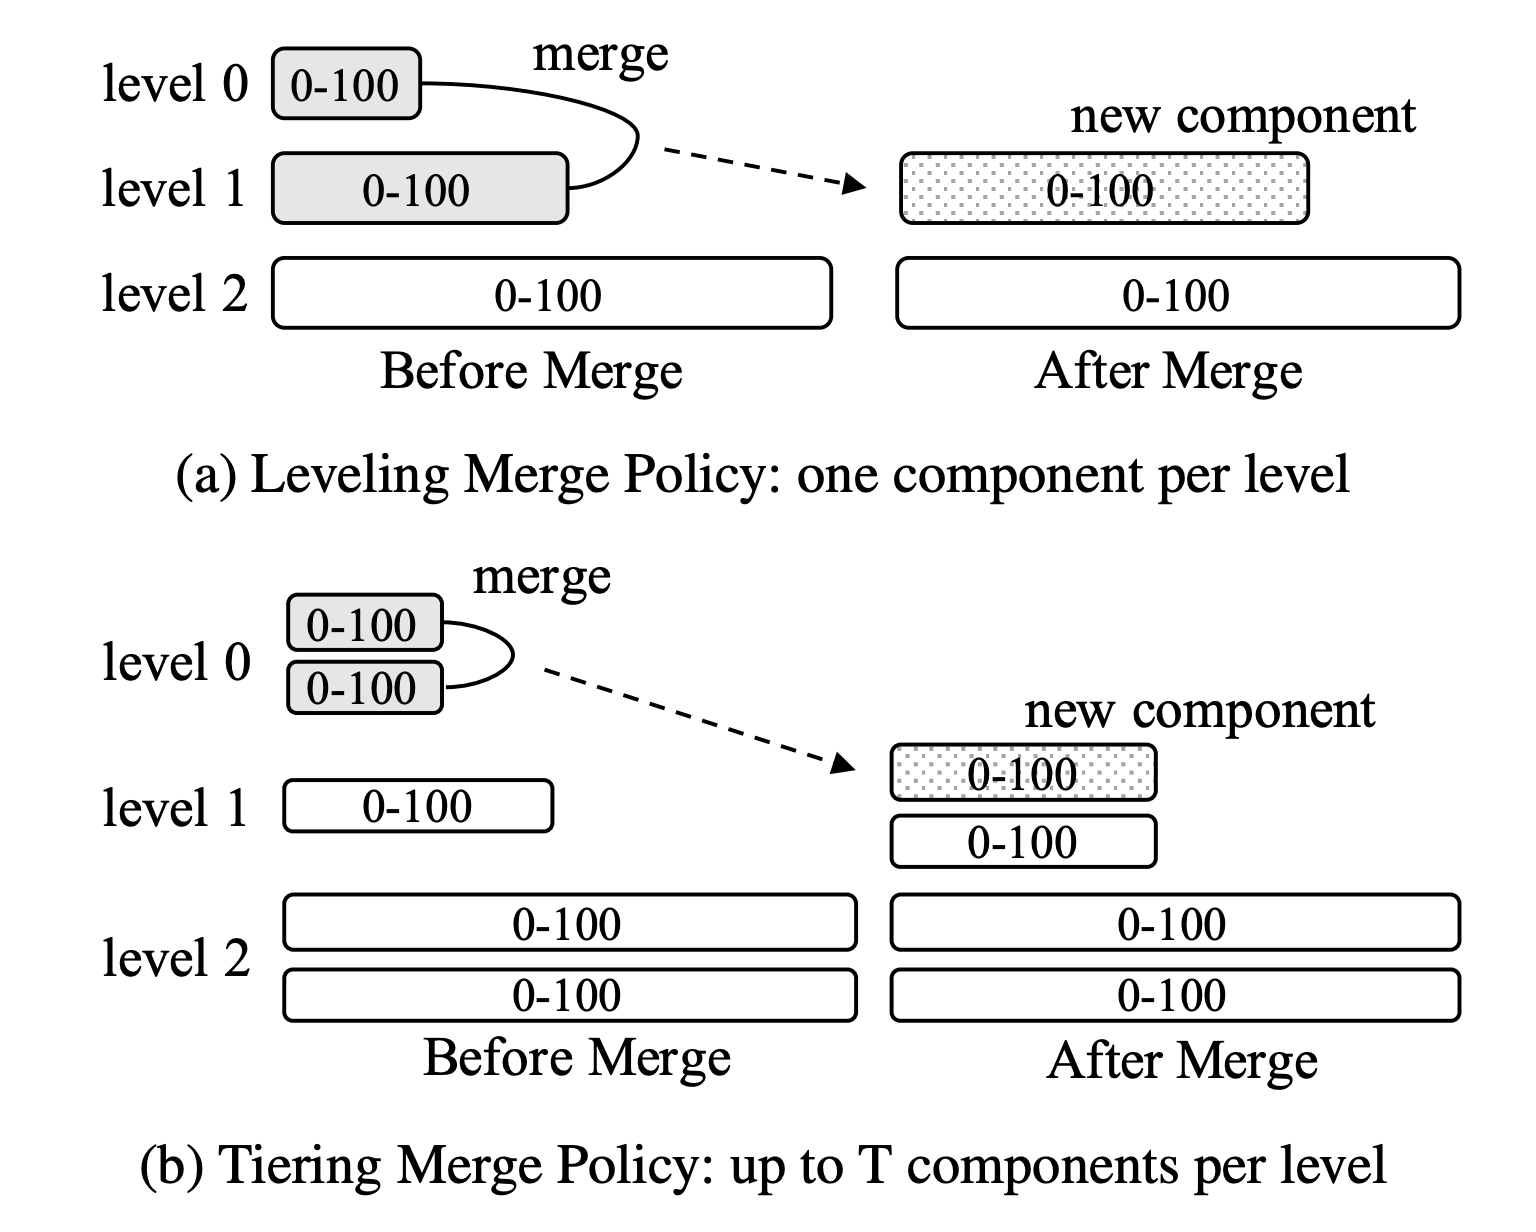 merge
level 0 0-100
new component
level 1 0-100 0-100
level 2 0-100 0-100
Before Merge After Merge
(a) Leveling Merge Policy: one component per level
merge
0-100
level 0
0-100
new component
0-100
level 1 0-100
0-100
0-100 0-100
level 2
0-100 0-100
Before Merge After Merge
(b) Tiering Merge Policy: up to T components per level